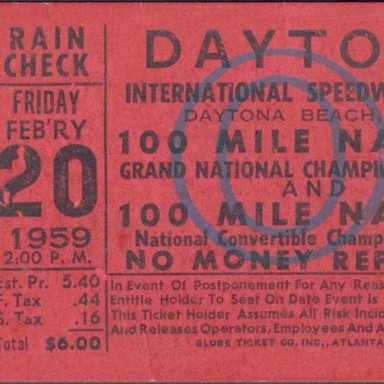 RAIN
CHECK
FRIDAY
FEB'RY
20
1959
2:00 P. M.
Est. Pr. 5.40
F. Tax .44
S. Tax .16
Total $6.00
DAYTO
INTERNATIONAL SPEEDW
DAYTONA BEACH,
100 MILE NA
GRAND NATIONAL CHAMPIO
AND
100 MILE NA
National Convertible Champ
NO MONEY REF
In Event Of Postponement For Any Reas
Entitle Holder To Seat On Date Event is
This Ticket Holder Assumes All Risk Incid
And Releases Operators, Employees And A
GLOBE TICKET CO., INC., ATLANTA